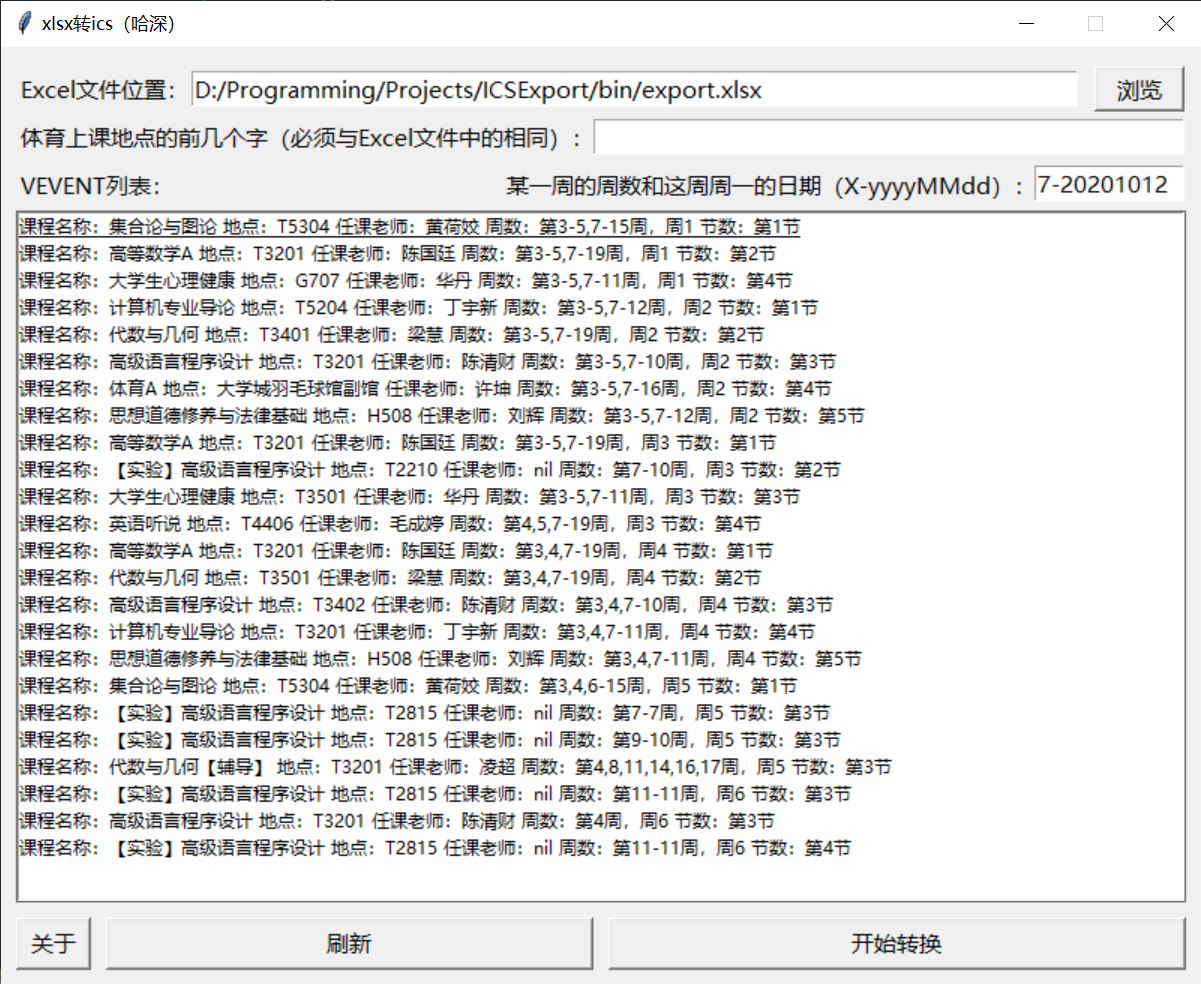 xlsx转ics（哈深）
Excel文件位置： D:/Programming/Projects/ICSExport/bin/export.xlsx 浏览
体育上课地点的前几个字（必须与Excel文件中的相同）：
VEVENT列表： 某一周的周数和这周周一的日期（X-yyyyMMdd）： 7-20201012
课程名称：集合论与图论 地点：T5304 任课老师：黄荷姣 周数：第3-5,7-15周，周1 节数：第1节
课程名称：高等数学A 地点：T3201 任课老师：陈国廷 周数：第3-5,7-19周，周1 节数：第2节
课程名称：大学生心理健康 地点：G707 任课老师：华丹 周数：第3-5,7-11周，周1 节数：第4节
课程名称：计算机专业导论 地点：T5204 任课老师：丁宇新 周数：第3-5,7-12周，周2 节数：第1节
课程名称：代数与几何 地点：T3401 任课老师：梁慧 周数：第3-5,7-19周，周2 节数：第2节
课程名称：高级语言程序设计 地点：T3201 任课老师：陈清财 周数：第3-5,7-10周，周2 节数：第3节
课程名称：体育A 地点：大学城羽毛球馆副馆 任课老师：许坤 周数：第3-5,7-16周，周2 节数：第4节
课程名称：思想道德修养与法律基础 地点：H508 任课老师：刘辉 周数：第3-5,7-12周，周2 节数：第5节
课程名称：高等数学A 地点：T3201 任课老师：陈国廷 周数：第3-5,7-19周，周3 节数：第1节
课程名称：【实验】高级语言程序设计 地点：T2210 任课老师：nil 周数：第7-10周，周3 节数：第2节
课程名称：大学生心理健康 地点：T3501 任课老师：华丹 周数：第3-5,7-11周，周3 节数：第3节
课程名称：英语听说 地点：T4406 任课老师：毛成婷 周数：第4,5,7-19周，周3 节数：第4节
课程名称：高等数学A 地点：T3201 任课老师：陈国廷 周数：第3,4,7-19周，周4 节数：第1节
课程名称：代数与几何 地点：T3501 任课老师：梁慧 周数：第3,4,7-19周，周4 节数：第2节
课程名称：高级语言程序设计 地点：T3402 任课老师：陈清财 周数：第3,4,7-10周，周4 节数：第3节
课程名称：计算机专业导论 地点：T3201 任课老师：丁宇新 周数：第3,4,7-11周，周4 节数：第4节
课程名称：思想道德修养与法律基础 地点：H508 任课老师：刘辉 周数：第3,4,7-11周，周4 节数：第5节
课程名称：集合论与图论 地点：T5304 任课老师：黄荷姣 周数：第3,4,6-15周，周5 节数：第1节
课程名称：【实验】高级语言程序设计 地点：T2815 任课老师：nil 周数：第7-7周，周5 节数：第3节
课程名称：【实验】高级语言程序设计 地点：T2815 任课老师：nil 周数：第9-10周，周5 节数：第3节
课程名称：代数与几何【辅导】 地点：T3201 任课老师：凌超 周数：第4,8,11,14,16,17周，周5 节数：第3节
课程名称：【实验】高级语言程序设计 地点：T2815 任课老师：nil 周数：第11-11周，周6 节数：第3节
课程名称：高级语言程序设计 地点：T3201 任课老师：陈清财 周数：第4周，周6 节数：第3节
课程名称：【实验】高级语言程序设计 地点：T2815 任课老师：nil 周数：第11-11周，周6 节数：第4节
关于 刷新 开始转换